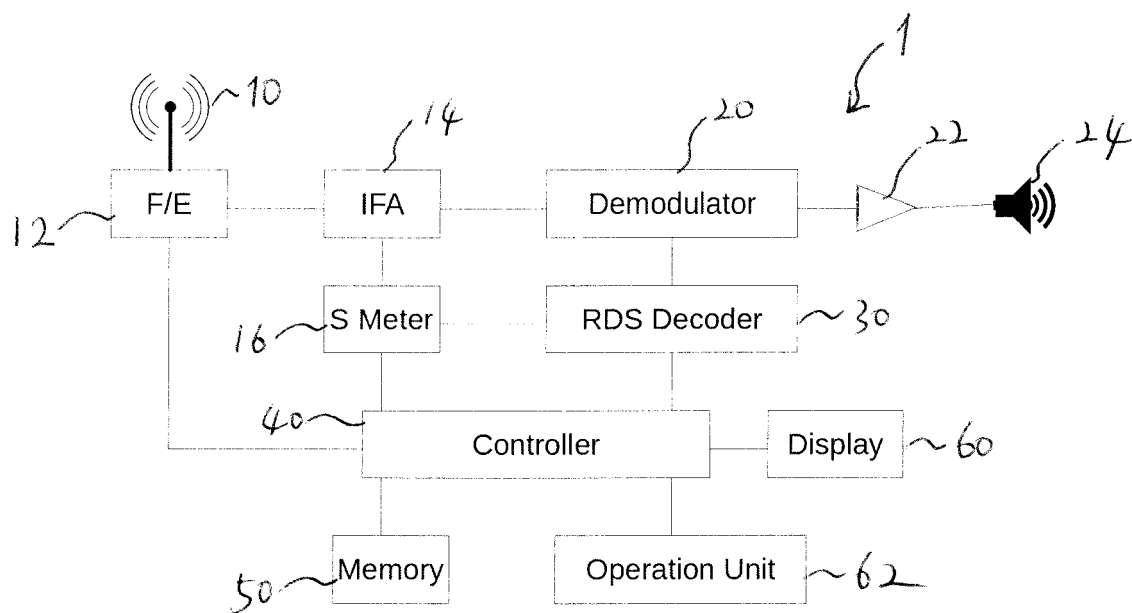 1
10
14
20
22
24
F/E
IFA
Demodulator
12
S Meter
RDS Decoder
30
16
40
Controller
Display
60
Memory
Operation Unit
62
50